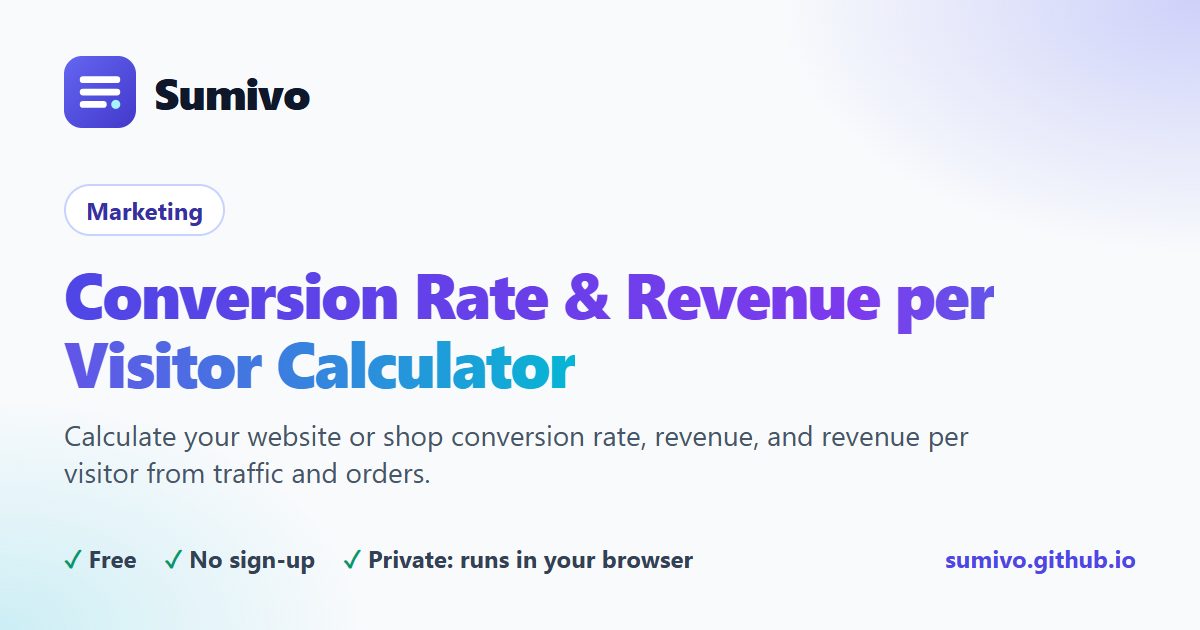 Sumivo
Marketing
Conversion Rate & Revenue per
Visitor Calculator
Calculate your website or shop conversion rate, revenue, and revenue per
visitor from traffic and orders.
✓ Free ✓ No sign-up ✓ Private: runs in your browser
sumivo.github.io